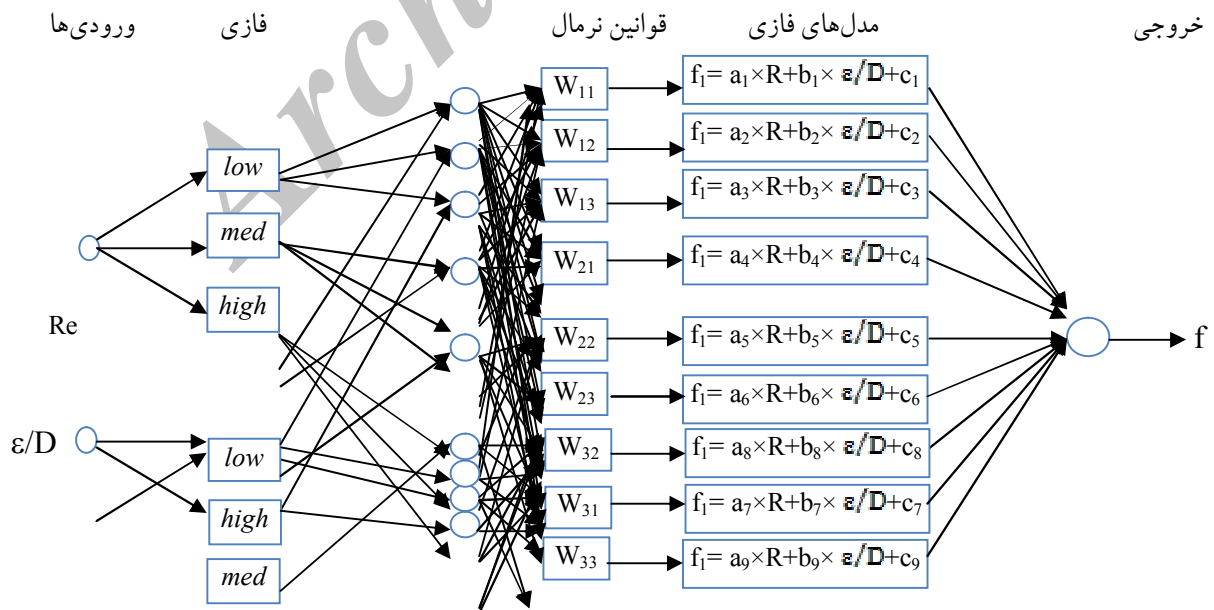 ورودی‌ها فازی قوانین نرمال مدل‌های فازی خروجی
Arch
low
med
high
Re
ε/D
low
high
med
W11
W12
W13
W21
W22
W23
W32
W31
W33
f1= a1×R+b1× ε/D+c1
f1= a2×R+b2× ε/D+c2
f1= a3×R+b3× ε/D+c3
f1= a4×R+b4× ε/D+c4
f1= a5×R+b5× ε/D+c5
f1= a6×R+b6× ε/D+c6
f1= a8×R+b8× ε/D+c8
f1= a7×R+b7× ε/D+c7
f1= a9×R+b9× ε/D+c9
f